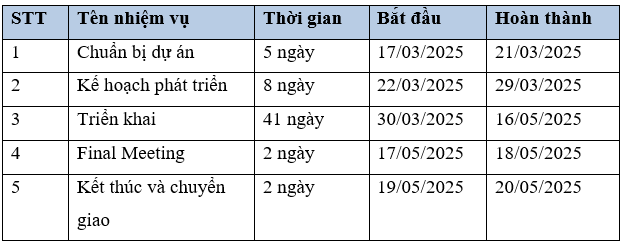 STT Tên nhiệm vụ Thời gian Bắt đầu Hoàn thành
1 Chuẩn bị dự án 5 ngày 17/03/2025 21/03/2025
2 Kế hoạch phát triển 8 ngày 22/03/2025 29/03/2025
3 Triển khai 41 ngày 30/03/2025 16/05/2025
4 Final Meeting 2 ngày 17/05/2025 18/05/2025
5 Kết thúc và chuyển 2 ngày 19/05/2025 20/05/2025
giao